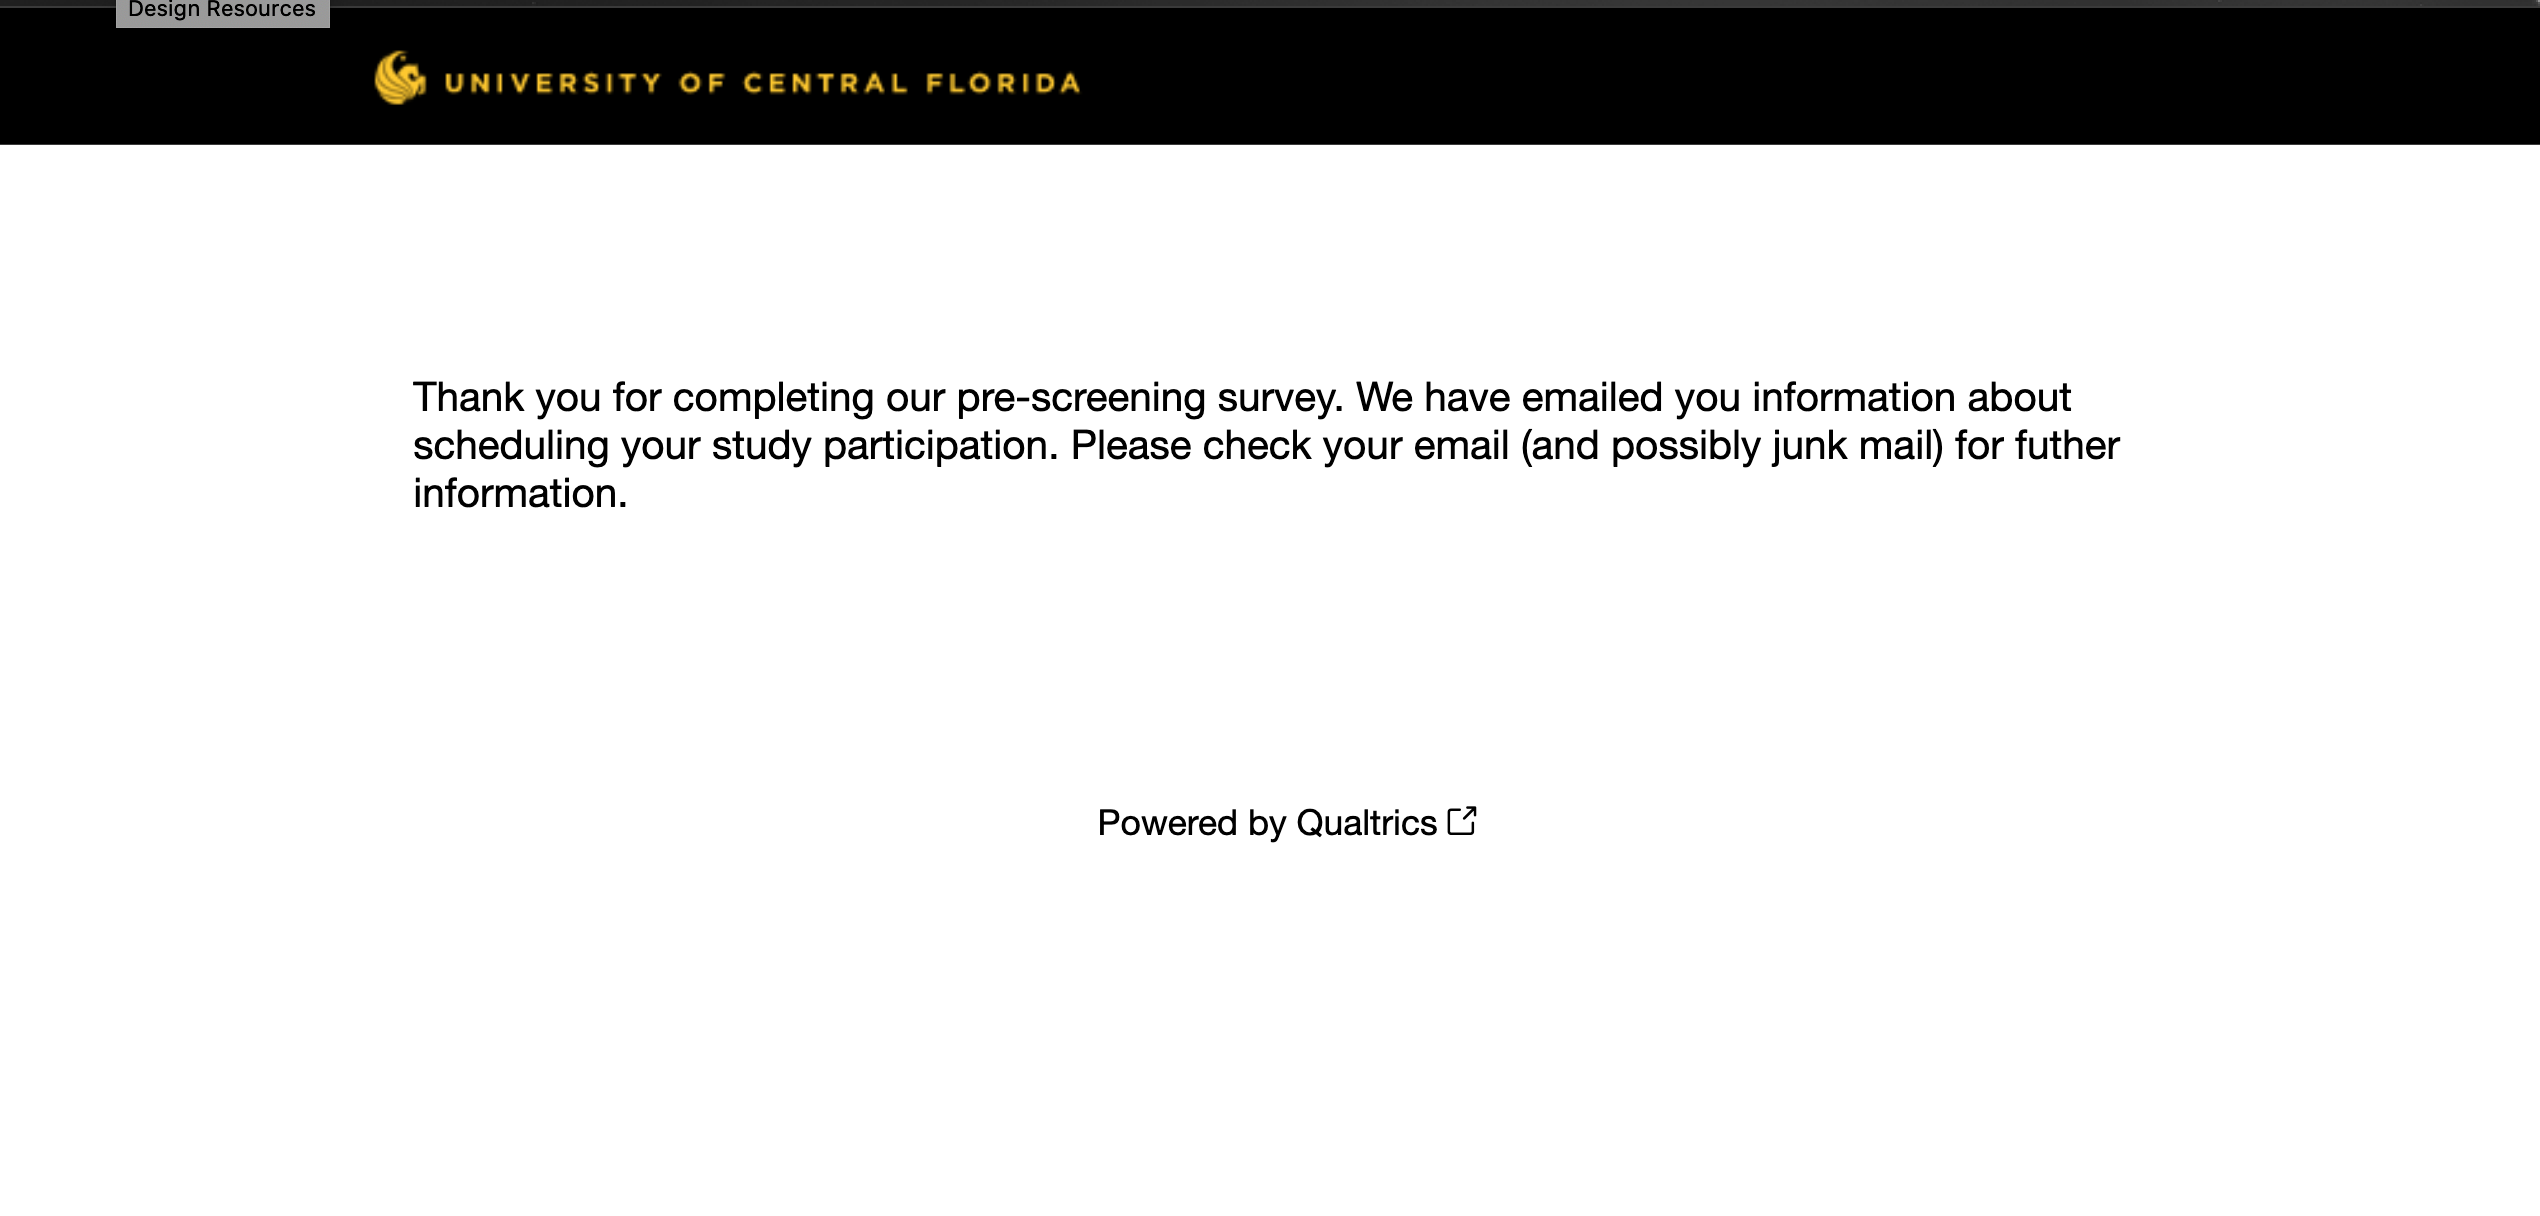 Design Resources
UNIVERSITY OF CENTRAL FLORIDA
Thank you for completing our pre-screening survey. We have emailed you information about
scheduling your study participation. Please check your email (and possibly junk mail) for futher
information.
Powered by Qualtrics